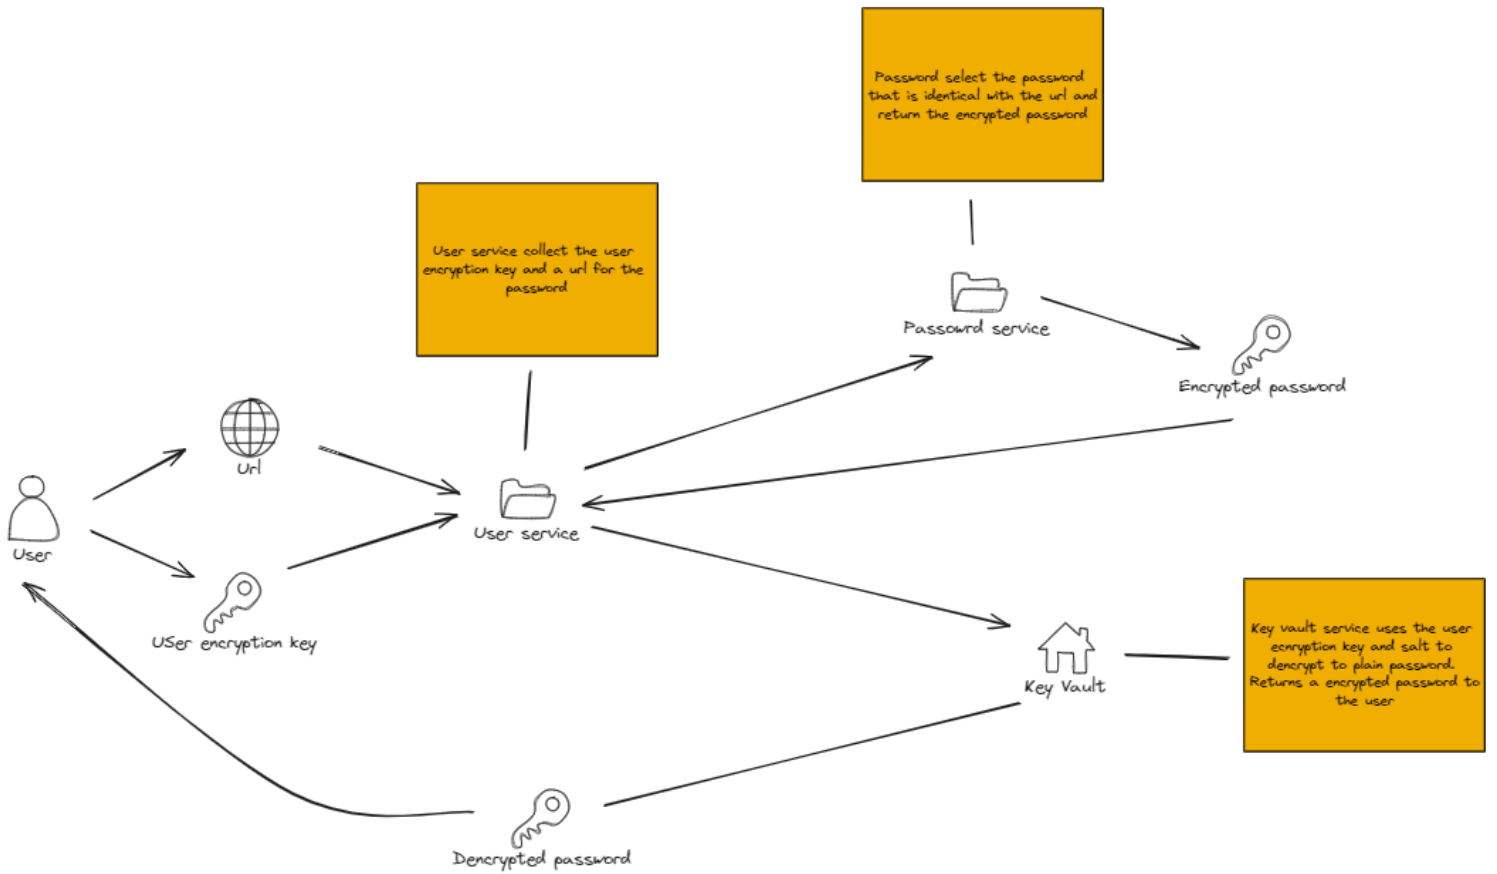 Password select the password
that is identical with the url and
return the encrypted password
User service collect the user
encryption key and a url for the
password
Passowrd service
Encrypted password
Url
User service
User
USer encryption key
Key vault service uses the user
ecnryption key and salt to
dencrypt to plain password.
Returns a encrypted password to
the user
Key Vault
Dencrypted password